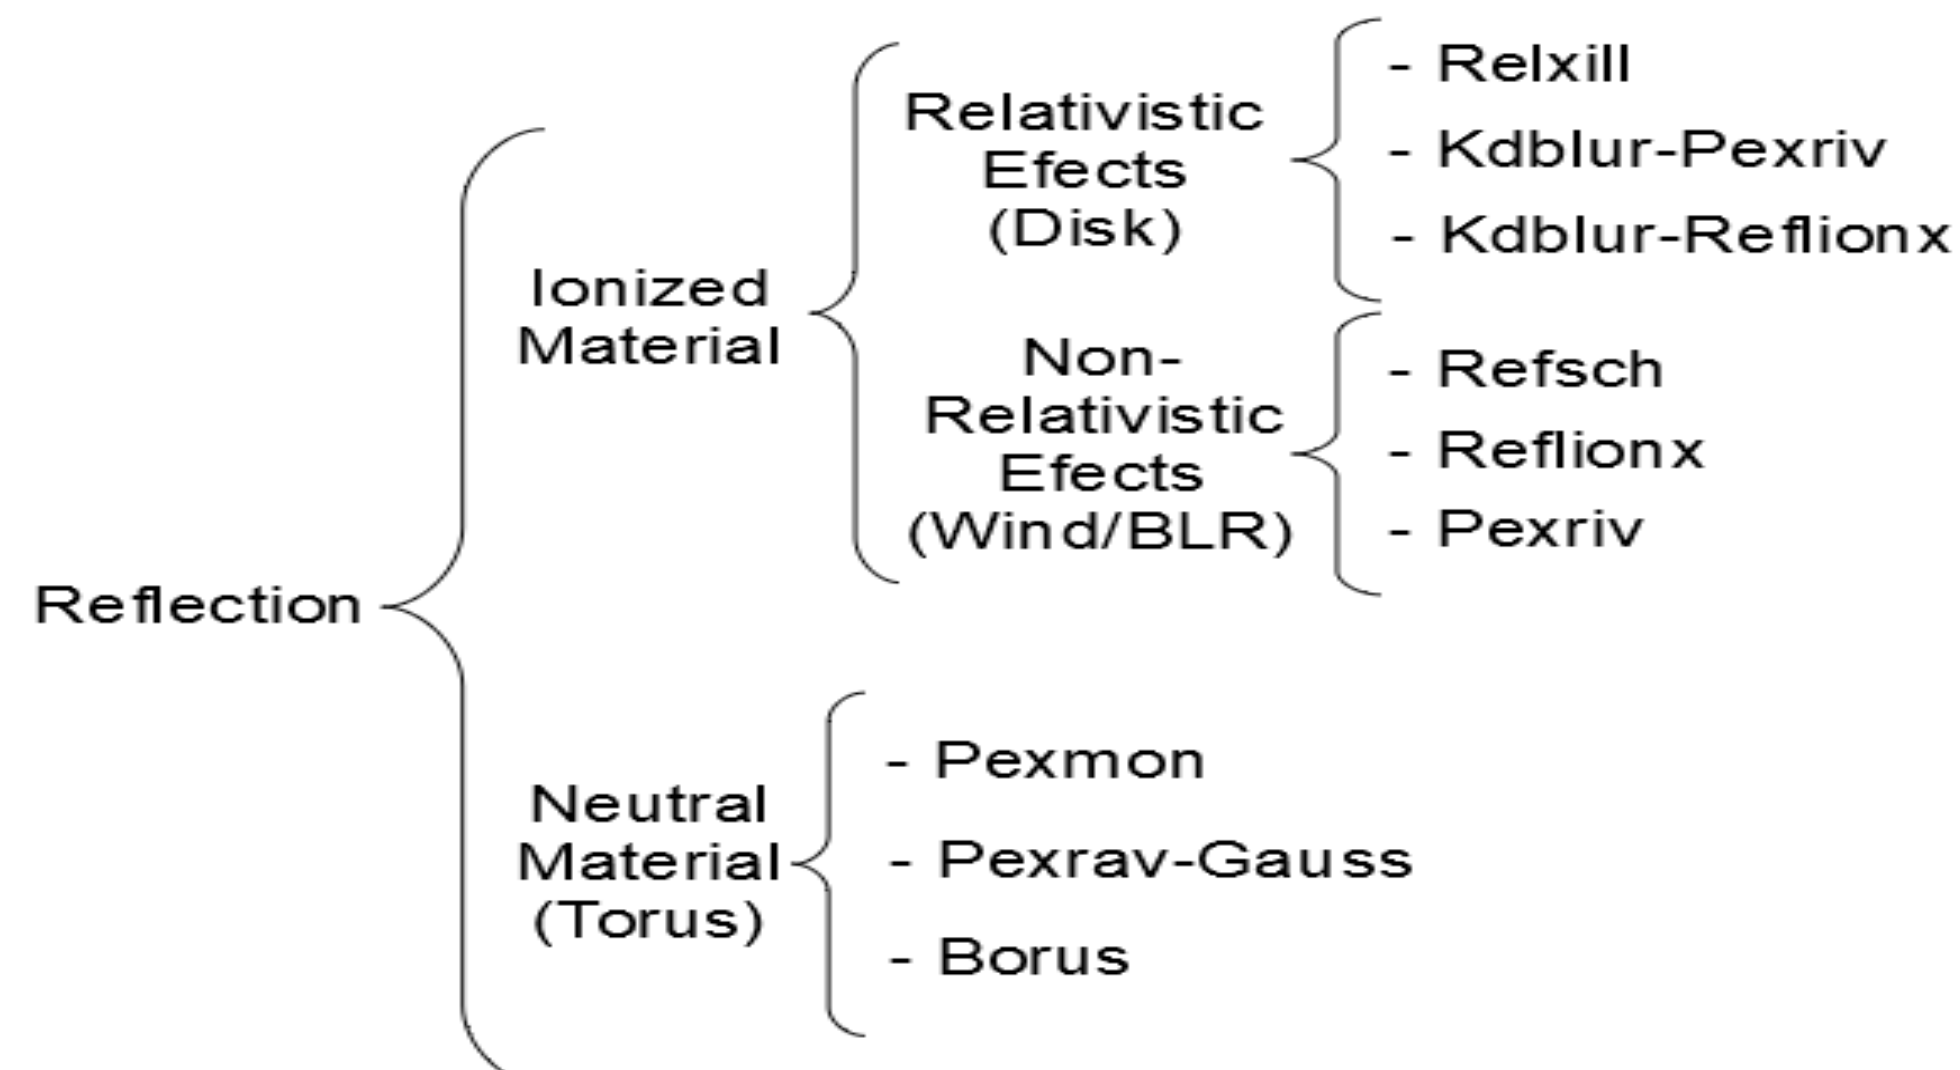 Reflection
Ionized
Material
Relativistic
Efects
(Disk)
- Relxill
- Kdblur-Pexriv
- Kdblur-Reflionx
Non-
Relativistic
Efects
(Wind/BLR)
- Refsch
- Reflionx
- Pexriv
Neutral
Material
(Torus)
- Pexmon
- Pexrav-Gauss
- Borus